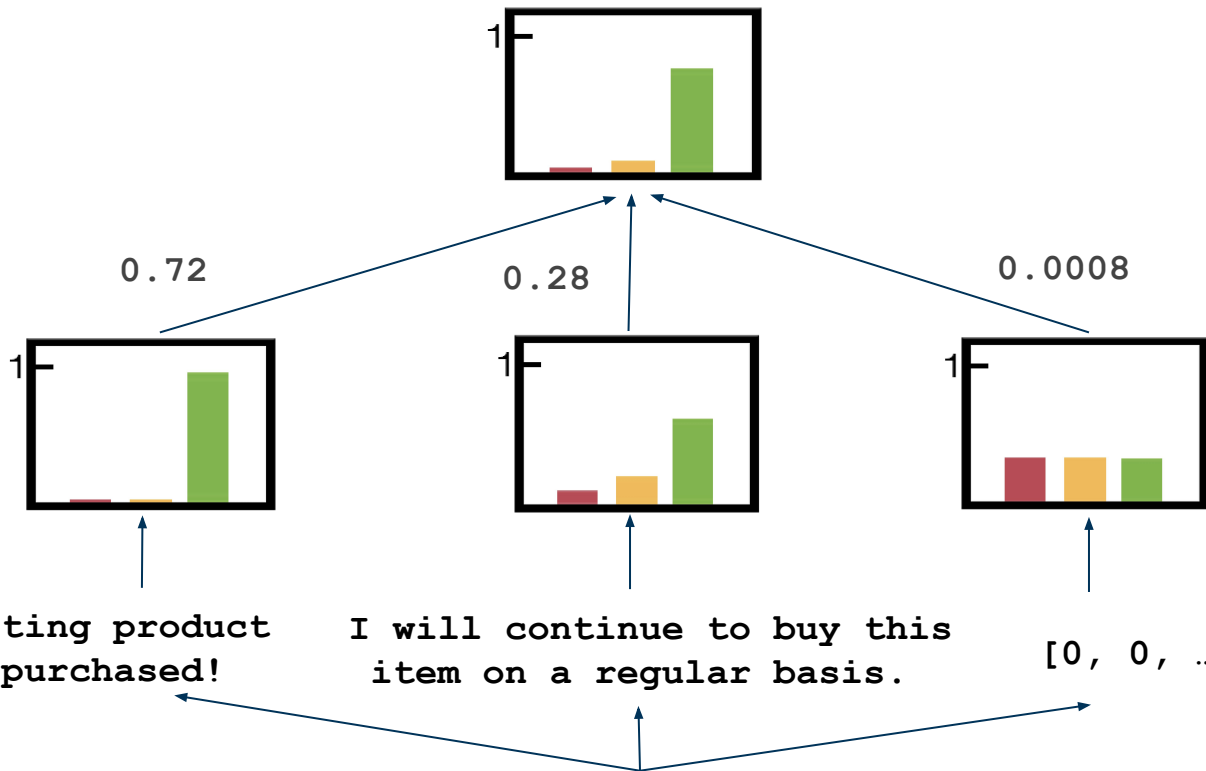 1
0.72
0.28
0.0008
1
1
1
ting product
purchased!
I will continue to buy this
item on a regular basis.
[0, 0, …